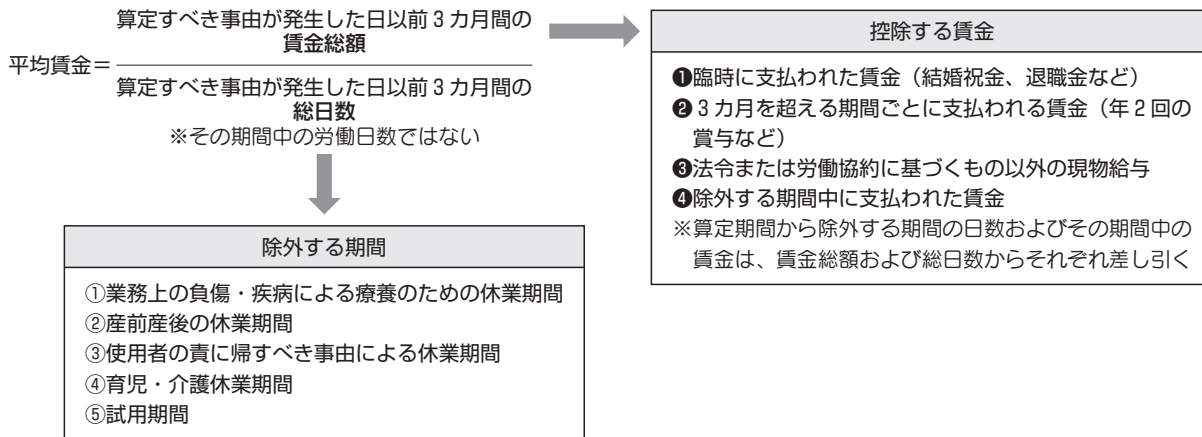 平均賃金＝
算定すべき事由が発生した日以前3カ月間の
賃金総額
算定すべき事由が発生した日以前3カ月間の
総日数
※その期間中の労働日数ではない
控除する賃金
❶臨時に支払われた賃金（結婚祝金、退職金など）
❷3カ月を超える期間ごとに支払われる賃金（年2回の
賞与など）
❸法令または労働協約に基づくもの以外の現物給与
❹除外する期間中に支払われた賃金
※算定期間から除外する期間の日数およびその期間中の
賃金は、賃金総額および総日数からそれぞれ差し引く
除外する期間
①業務上の負傷・疾病による療養のための休業期間
②産前産後の休業期間
③使用者の責に帰すべき事由による休業期間
④育児・介護休業期間
⑤試用期間